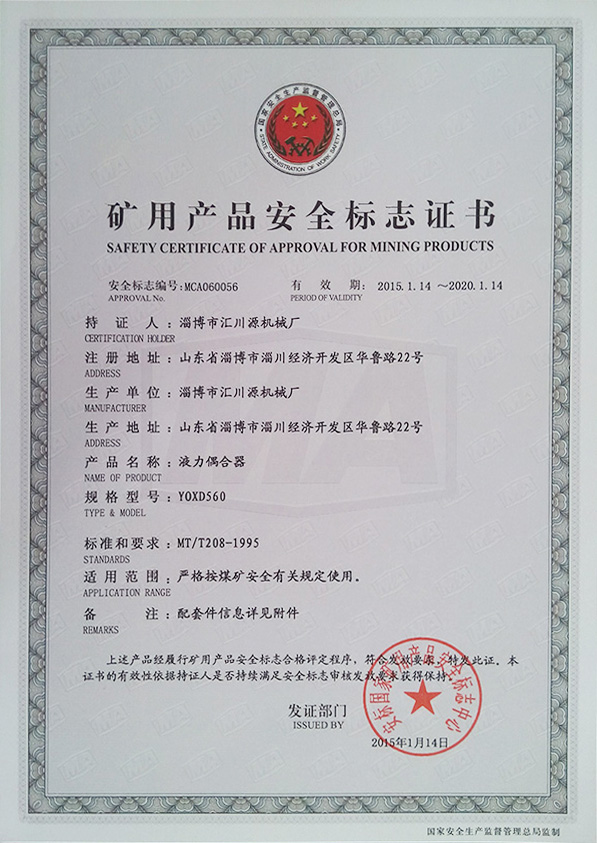 国家安全生产监督管理总局
STATE ADMINISTRATION OF WORK SAFETY
矿用产品安全标志证书
SAFETY CERTIFICATE OF APPROVAL FOR MINING PRODUCTS
安全标志编号:MCA060056 有效期: 2015.1.14 ～2020.1.14
APPROVAL No. PERIOD OF VALIDITY
持证人:淄博市汇川源机械厂
CERTIFICATION HOLDER
注册地址:山东省淄博市淄川经济开发区华鲁路22号
ADDRESS
生产单位:淄博市汇川源机械厂
MANUFACTURER
生产地址:山东省淄博市淄川经济开发区华鲁路22号
ADDRESS
产品名称:液力偶合器
NAME OF PRODUCT
规格型号:YOXD560
TYPE & MODEL
标准和要求:MT/T208-1995
STANDARDS
适用范围:严格按煤矿安全有关规定使用。
APPLICATION RANGE
备注:配套件信息详见附件
REMARKS
上述产品经履行矿用产品安全标志合格评定程序，符合发放要求，特发此证。本
证书的有效性依据持证人是否持续满足安全标志审核发放要求获得保持。
安标国家矿用产品安全标志中心
发证部门
ISSUED BY
2015年1月14日
国家安全生产监督管理总局监制